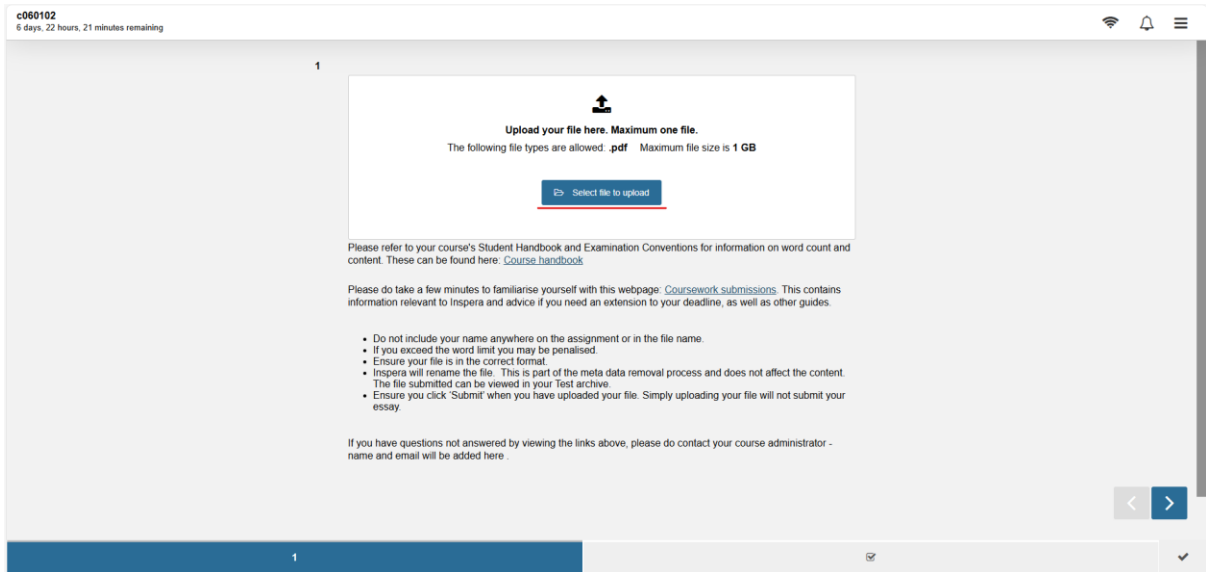 c060102
6 days, 22 hours, 21 minutes remaining
1
Upload your file here. Maximum one file.
The following file types are allowed: .pdf Maximum file size is 1 GB
Select file to upload
Please refer to your course's Student Handbook and Examination Conventions for information on word count and
content. These can be found here: Course handbook
Please do take a few minutes to familiarise yourself with this webpage: Coursework submissions. This contains
information relevant to Inspera and advice if you need an extension to your deadline, as well as other guides.
• Do not include your name anywhere on the assignment or in the file name.
• If you exceed the word limit you may be penalised.
• Ensure your file is in the correct format.
• Inspera will rename the file. This is part of the meta data removal process and does not affect the content.
The file submitted can be viewed in your Test archive.
• Ensure you click 'Submit' when you have uploaded your file. Simply uploading your file will not submit your
essay.
If you have questions not answered by viewing the links above, please do contact your course administrator -
name and email will be added here .
1